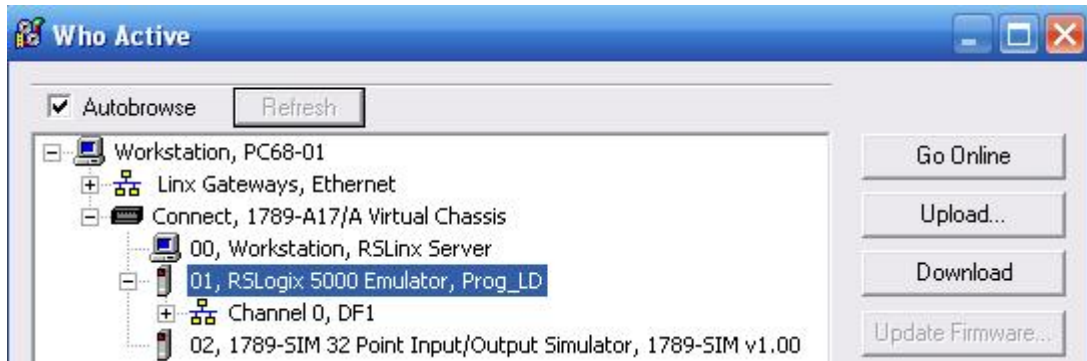 Who Active
Autobrowse Refresh
Workstation, PC68-01
Linx Gateways, Ethernet
Connect, 1789-A17/A Virtual Chassis
00, Workstation, RSLinx Server
01, RSLogix 5000 Emulator, Prog_LD
Channel 0, DF1
02, 1789-SIM 32 Point Input/Output Simulator, 1789-SIM v1.00
Go Online
Upload...
Download
Update Firmware...